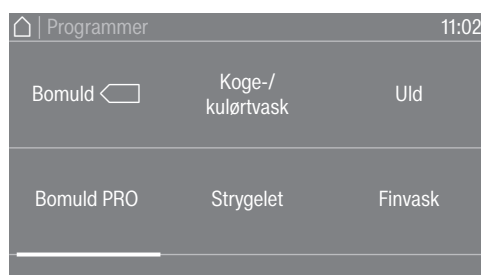 Programmer 11:02
Bomuld
Koge-/
kulørtvask
Uld
Bomuld PRO
Strygelet
Finvask